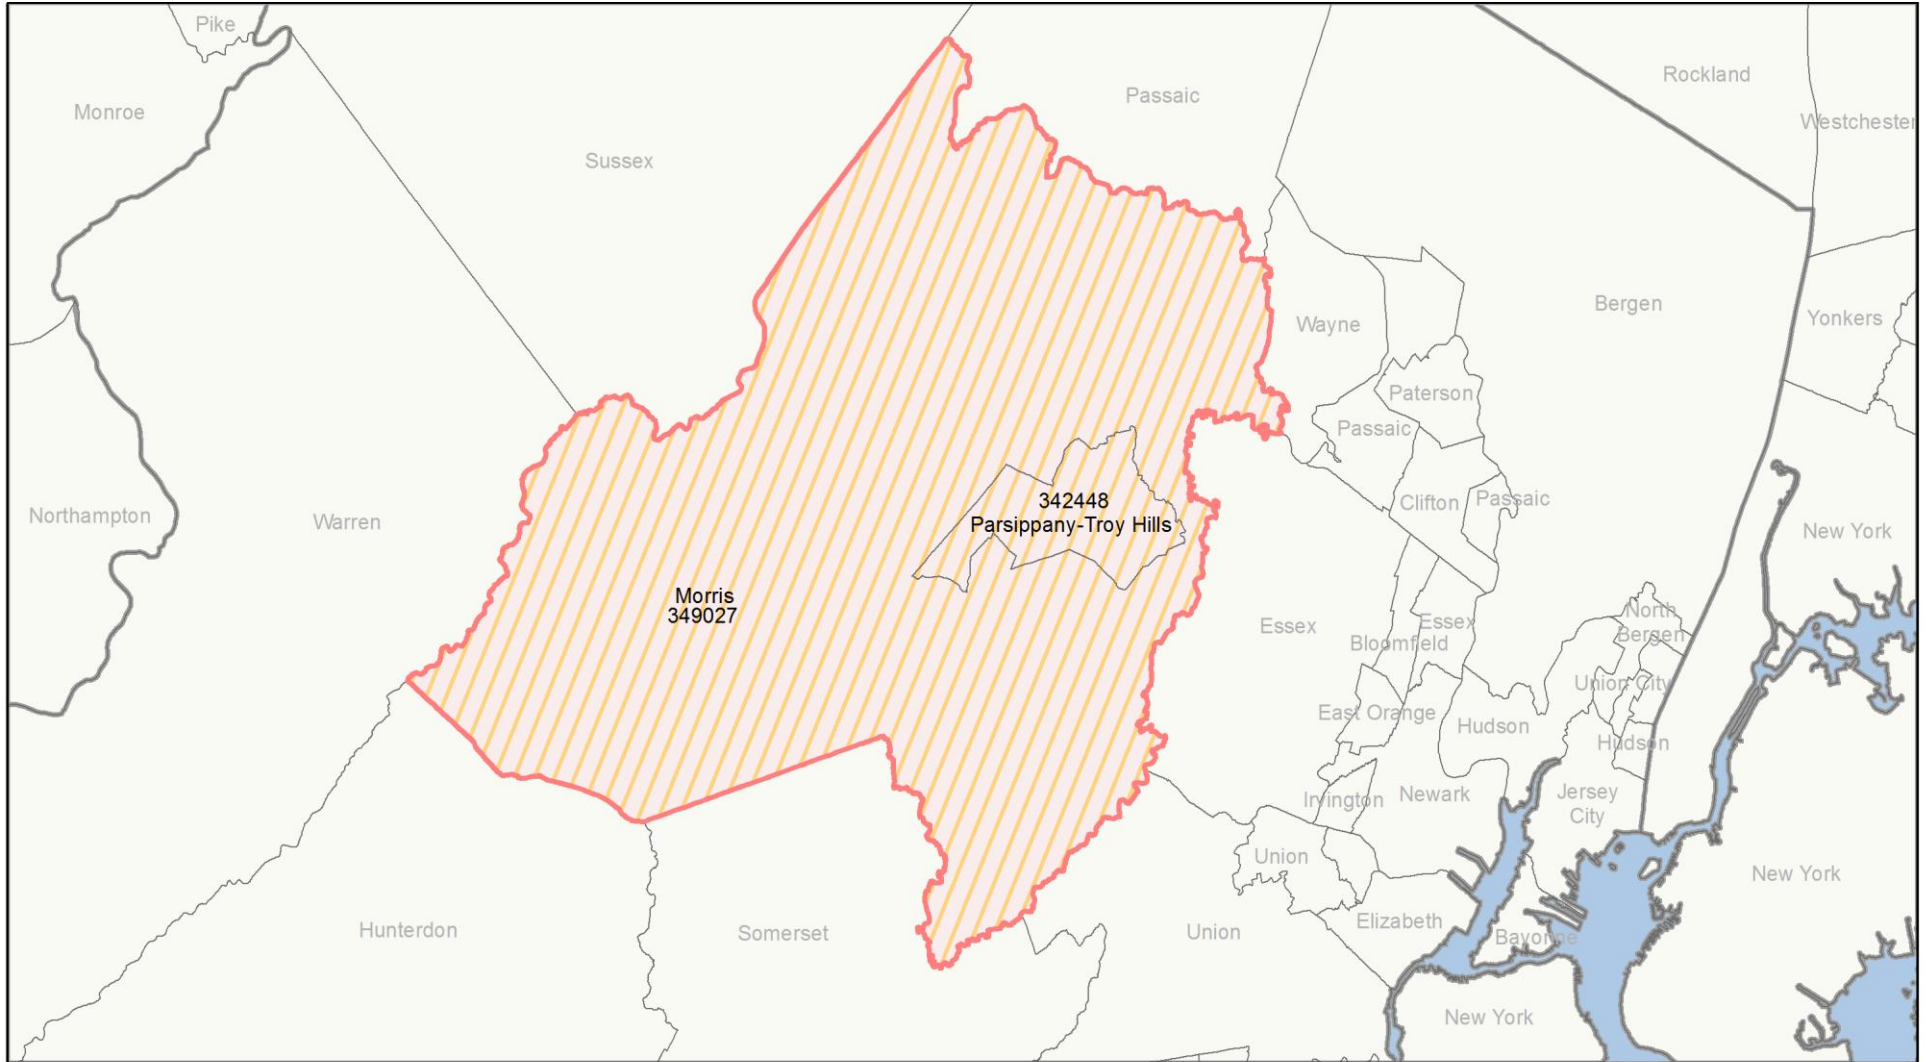 Pike
Rockland
Passaic
Monroe
Westchester
Sussex
Bergen
Yonkers
Wayne
Paterson
Passaic
342448
Parsippany-Troy Hills
Clifton
Passaic
Northampton
Warren
New York
Morris
349027
North
Bergen
Essex
Essex
Bloomfield
Union City
East Orange
Hudson
Hudson
Irvington
Newark
Jersey
City
Union
New York
Hunterdon
Somerset
Union
Elizabeth
Bayonne
New York